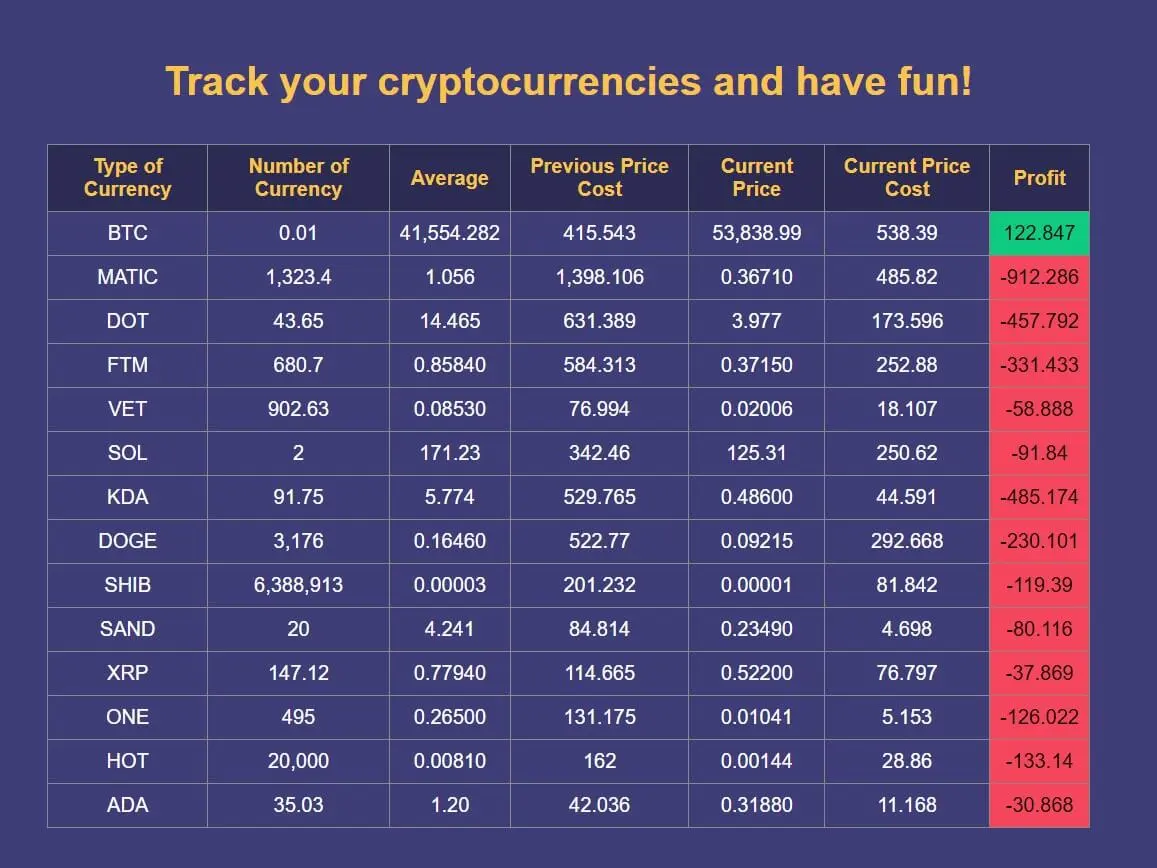 Track your cryptocurrencies and have fun!
Type of Currency Number of Currency Average Previous Price Cost Current Price Current Price Cost Profit
BTC 0.01 41,554.282 415.543 53,838.99 538.39 122.847
MATIC 1,323.4 1.056 1,398.106 0.36710 485.82 -912.286
DOT 43.65 14.465 631.389 3.977 173.596 -457.792
FTM 680.7 0.85840 584.313 0.37150 252.88 -331.433
VET 902.63 0.08530 76.994 0.02006 18.107 -58.888
SOL 2 171.23 342.46 125.31 250.62 -91.84
KDA 91.75 5.774 529.765 0.48600 44.591 -485.174
DOGE 3,176 0.16460 522.77 0.09215 292.668 -230.101
SHIB 6,388,913 0.00003 201.232 0.00001 81.842 -119.39
SAND 20 4.241 84.814 0.23490 4.698 -80.116
XRP 147.12 0.77940 114.665 0.52200 76.797 -37.869
ONE 495 0.26500 131.175 0.01041 5.153 -126.022
HOT 20,000 0.00810 162 0.00144 28.86 -133.14
ADA 35.03 1.20 42.036 0.31880 11.168 -30.868